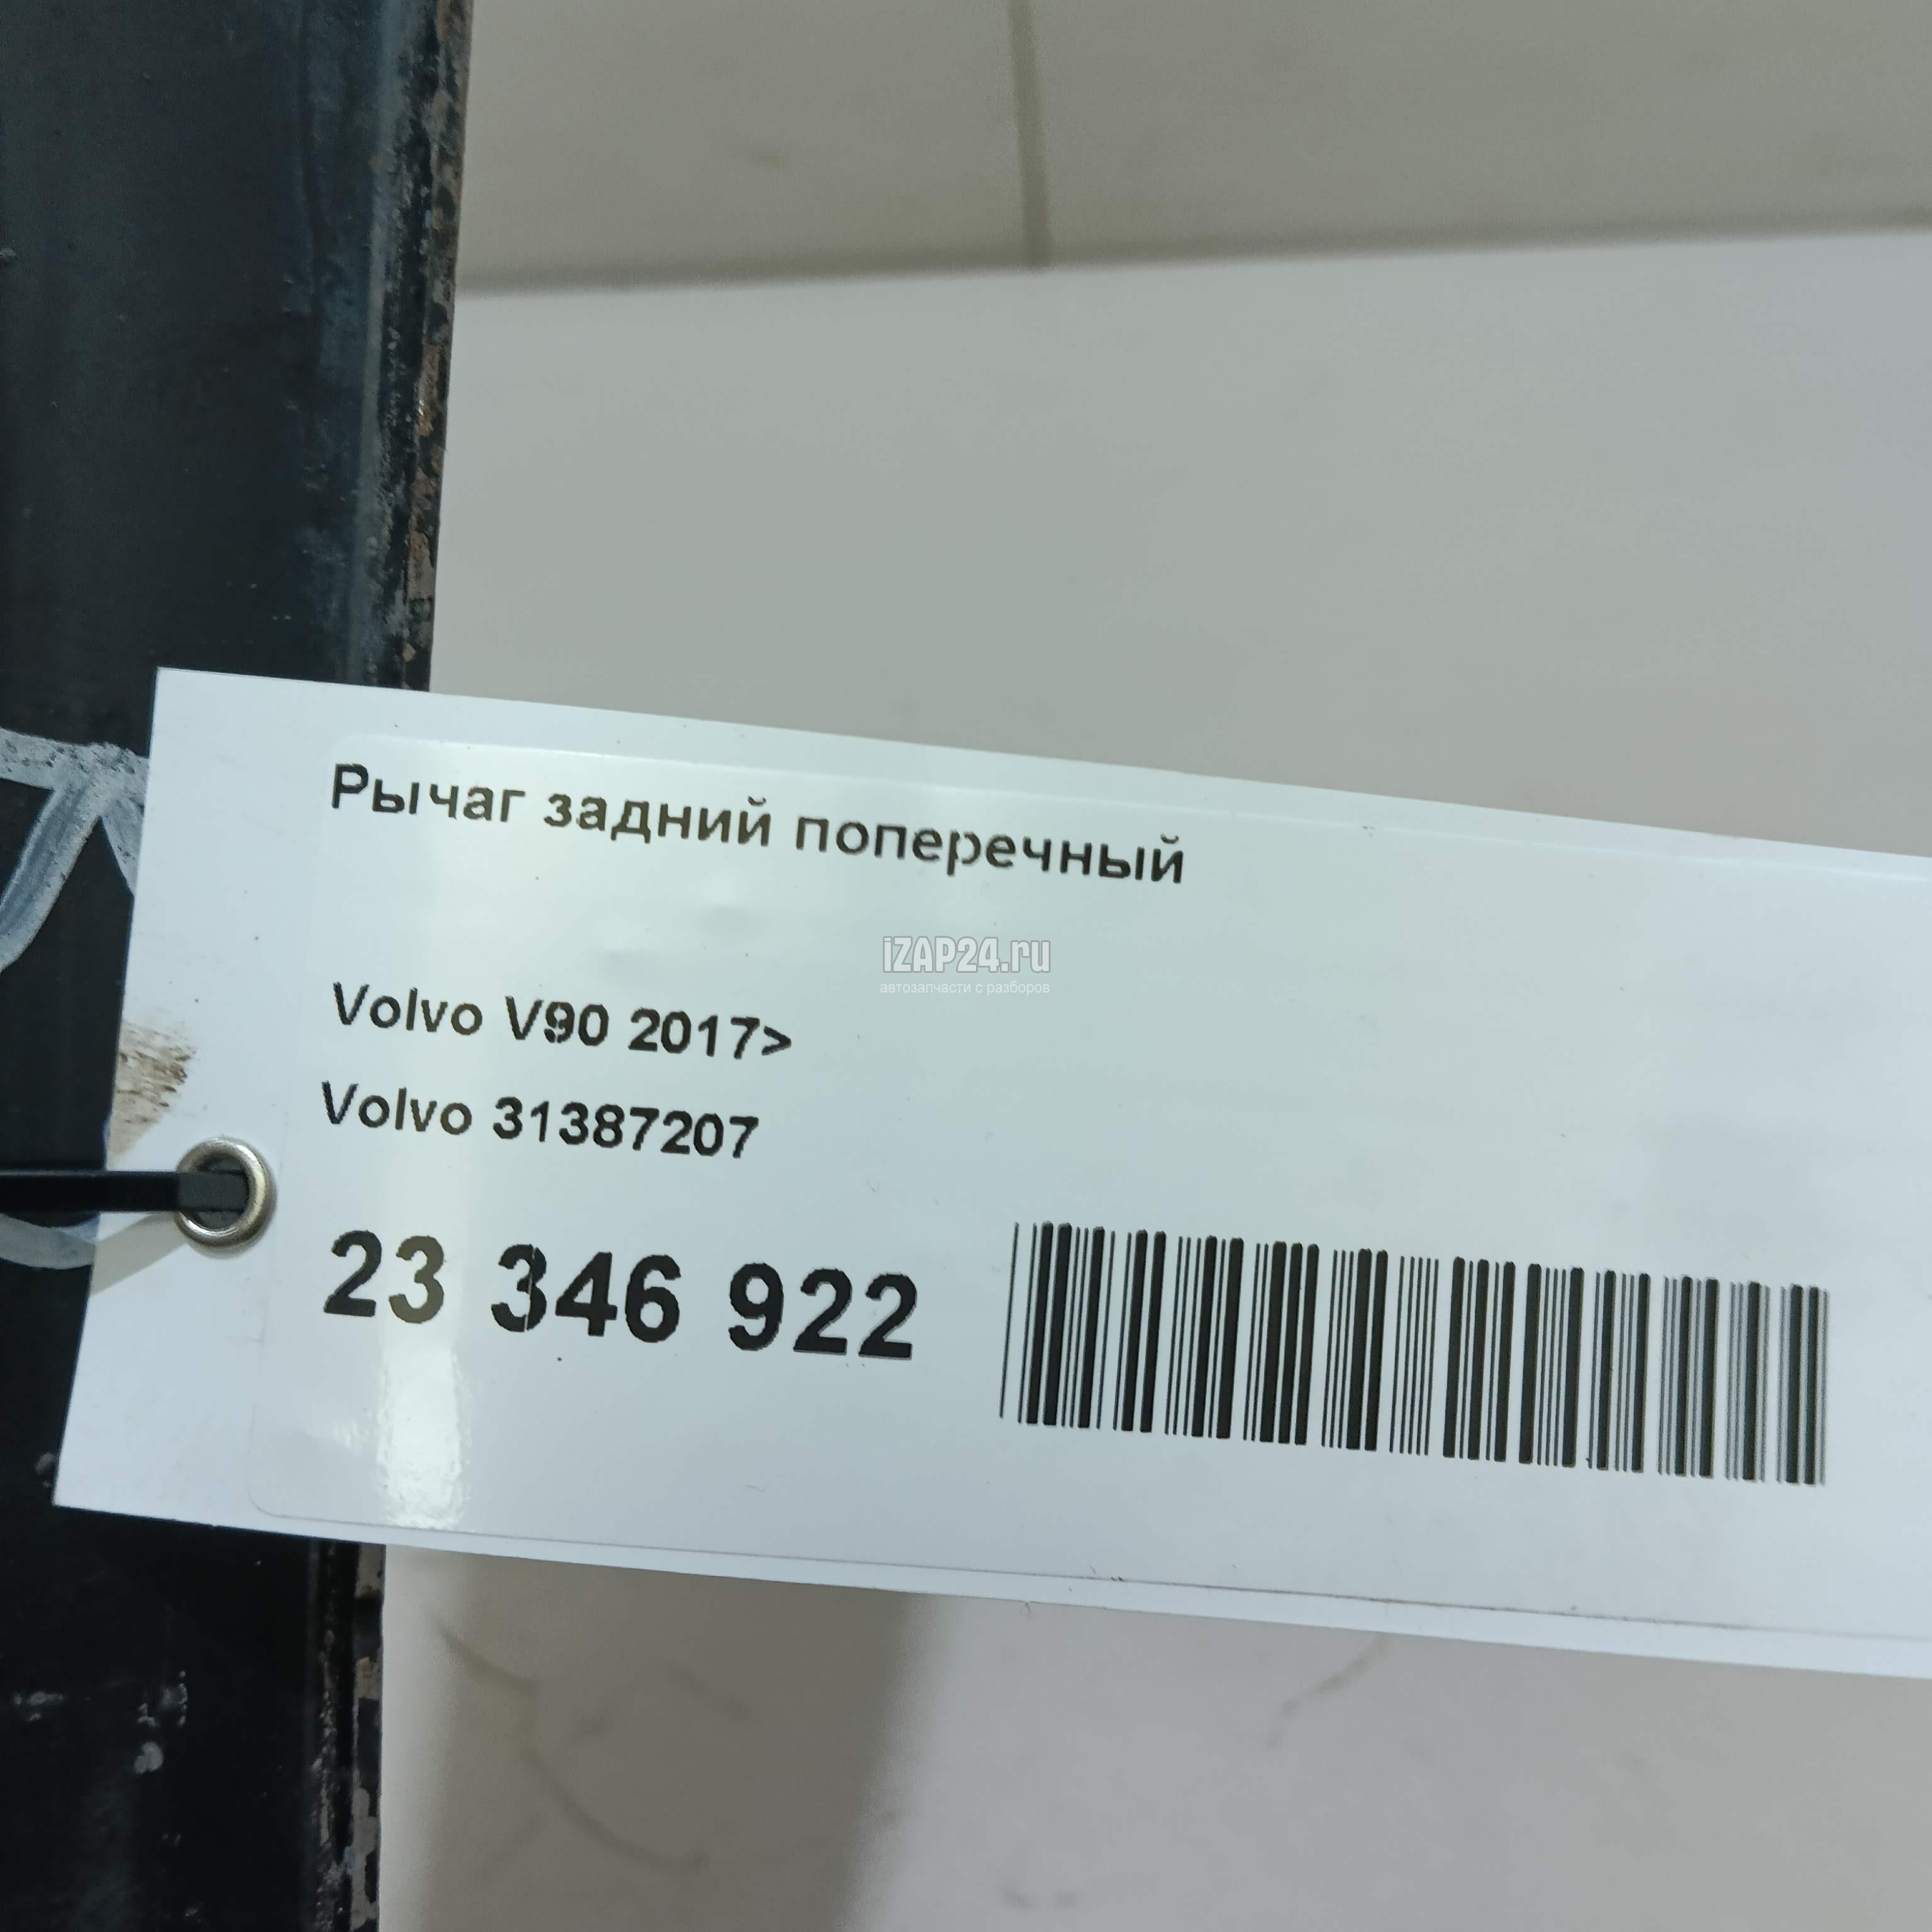 Рычаг задний поперечный
iZAP24.ru
автозапчасти с разборов
Volvo V90 2017>
Volvo 31387207
23 346 922